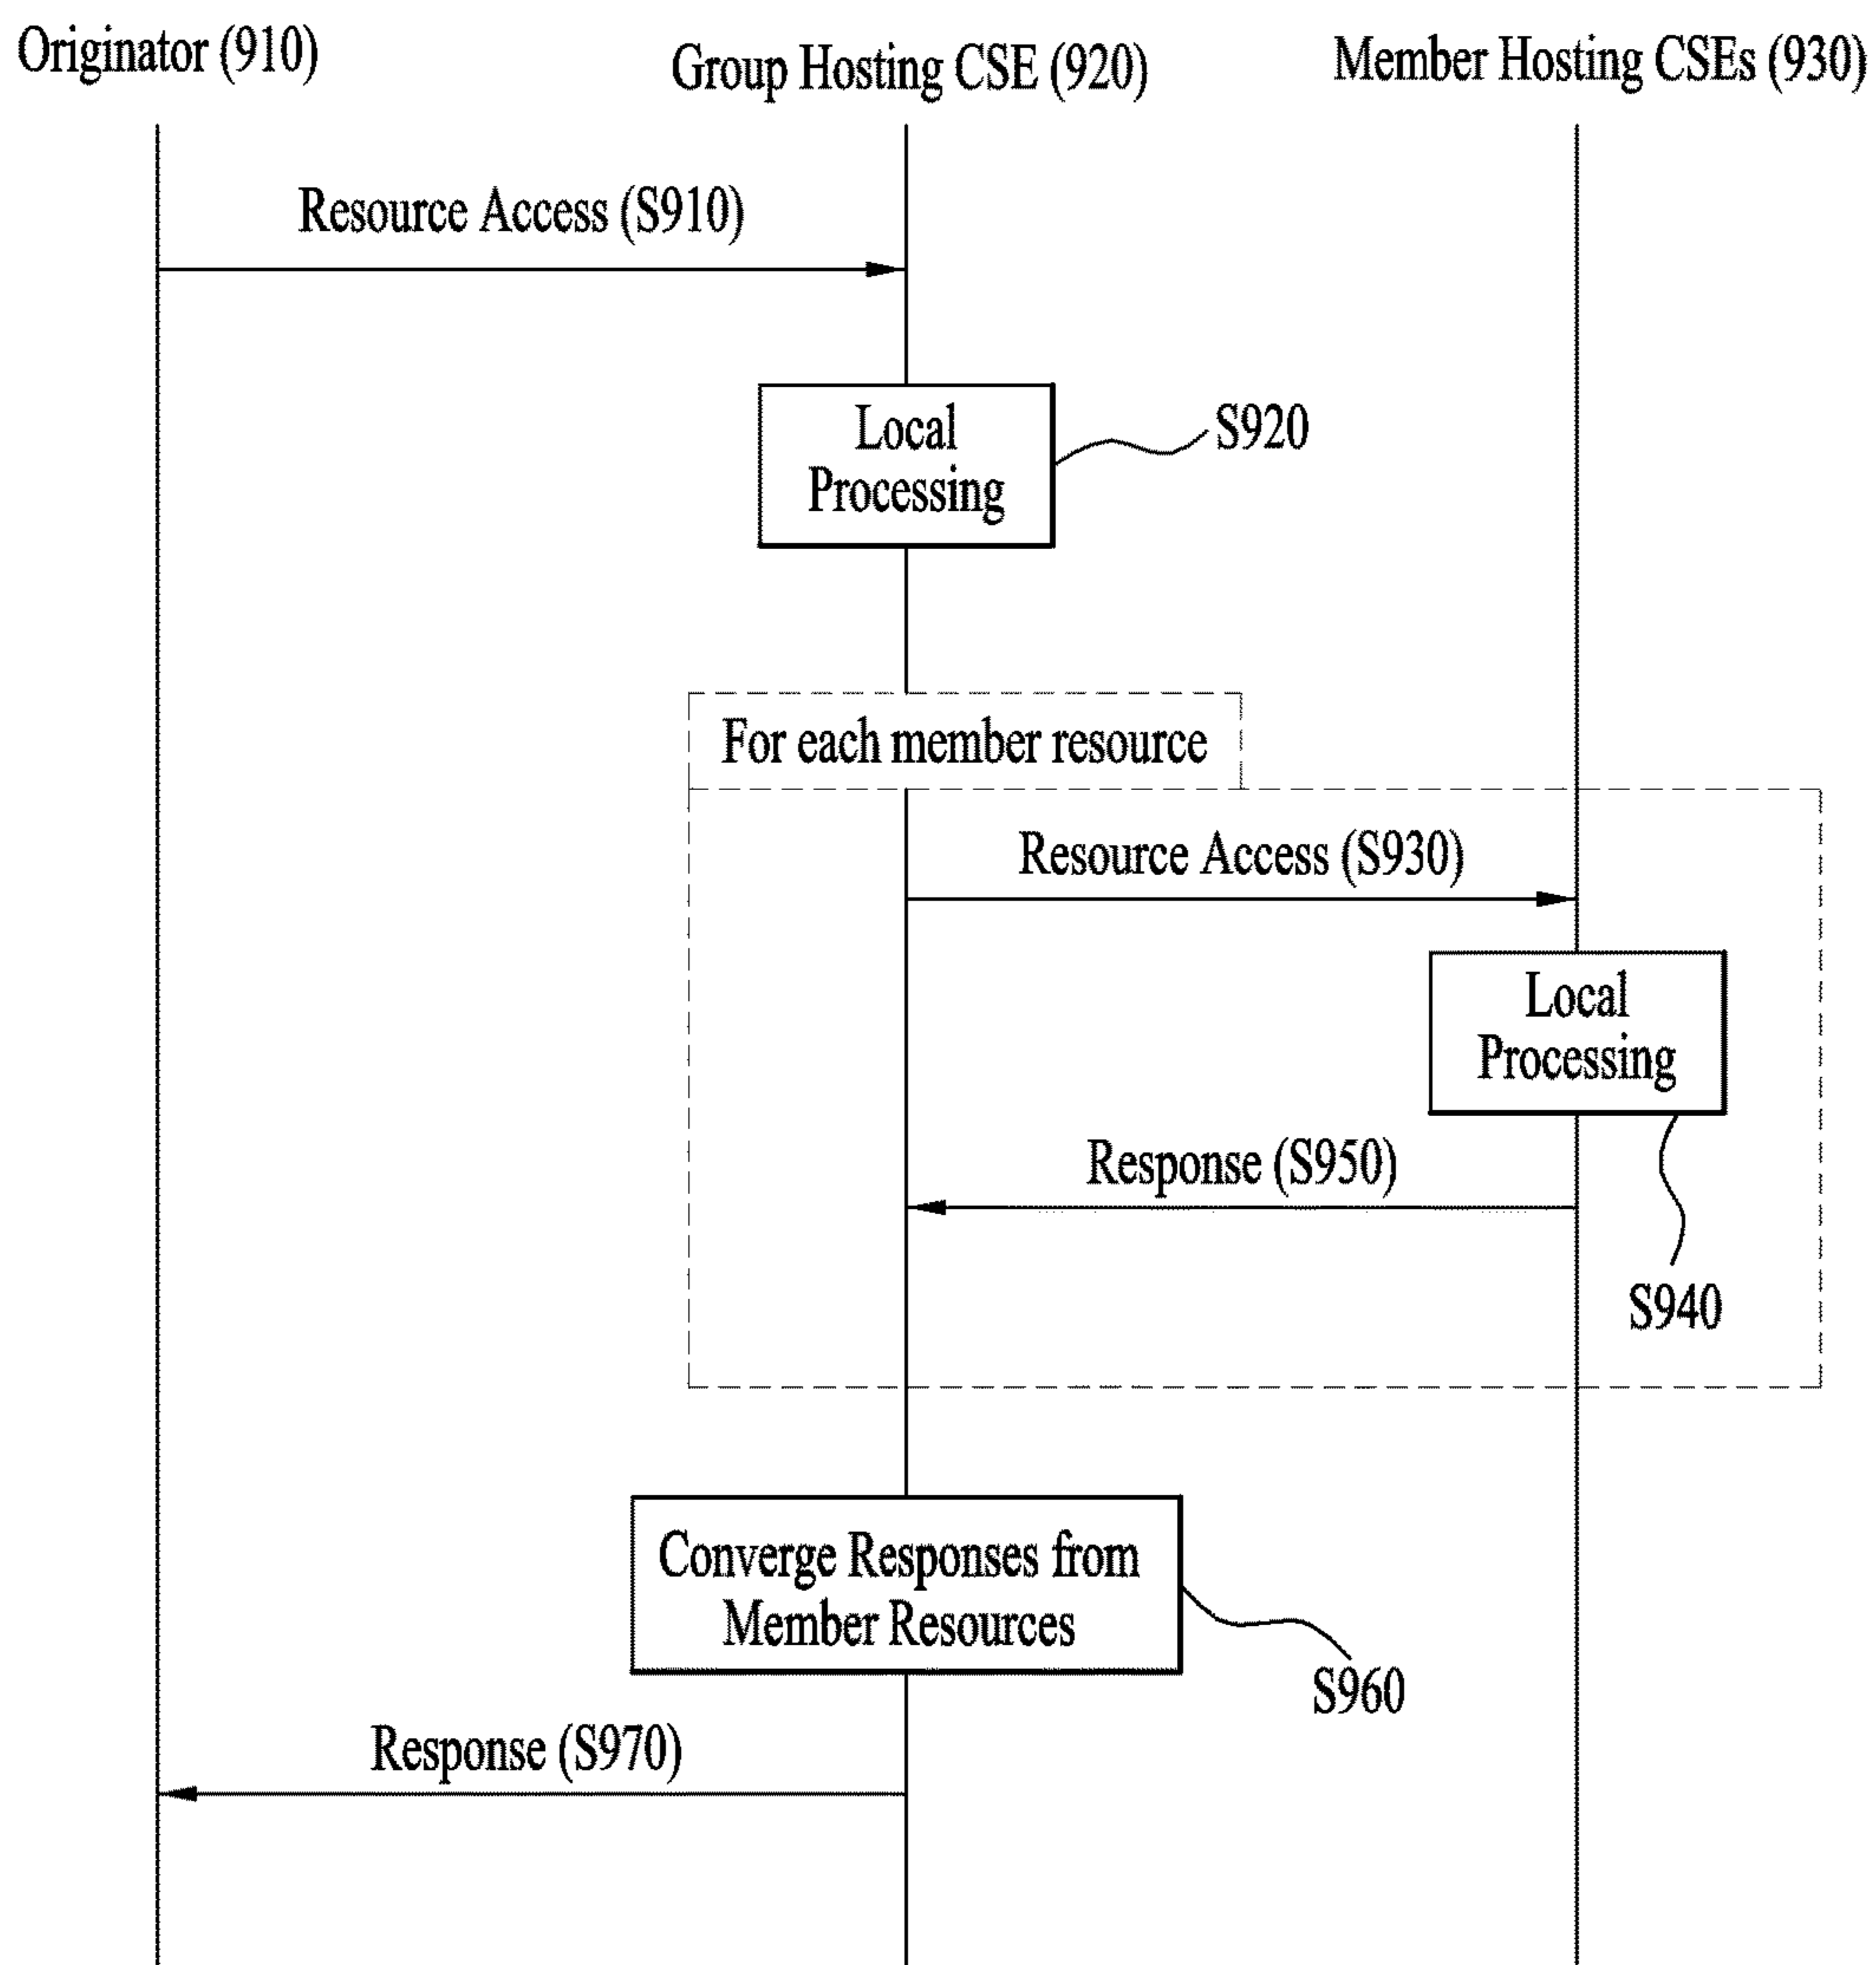 Originator (910)
Group Hosting CSE (920)
Member Hosting CSEs (930)
Resource Access (S910)
Local
Processing
S920
For each member resource
Resource Access (S930)
Local
Processing
Response (S950)
S940
Converge Responses from
Member Resources
S960
Response (S970)